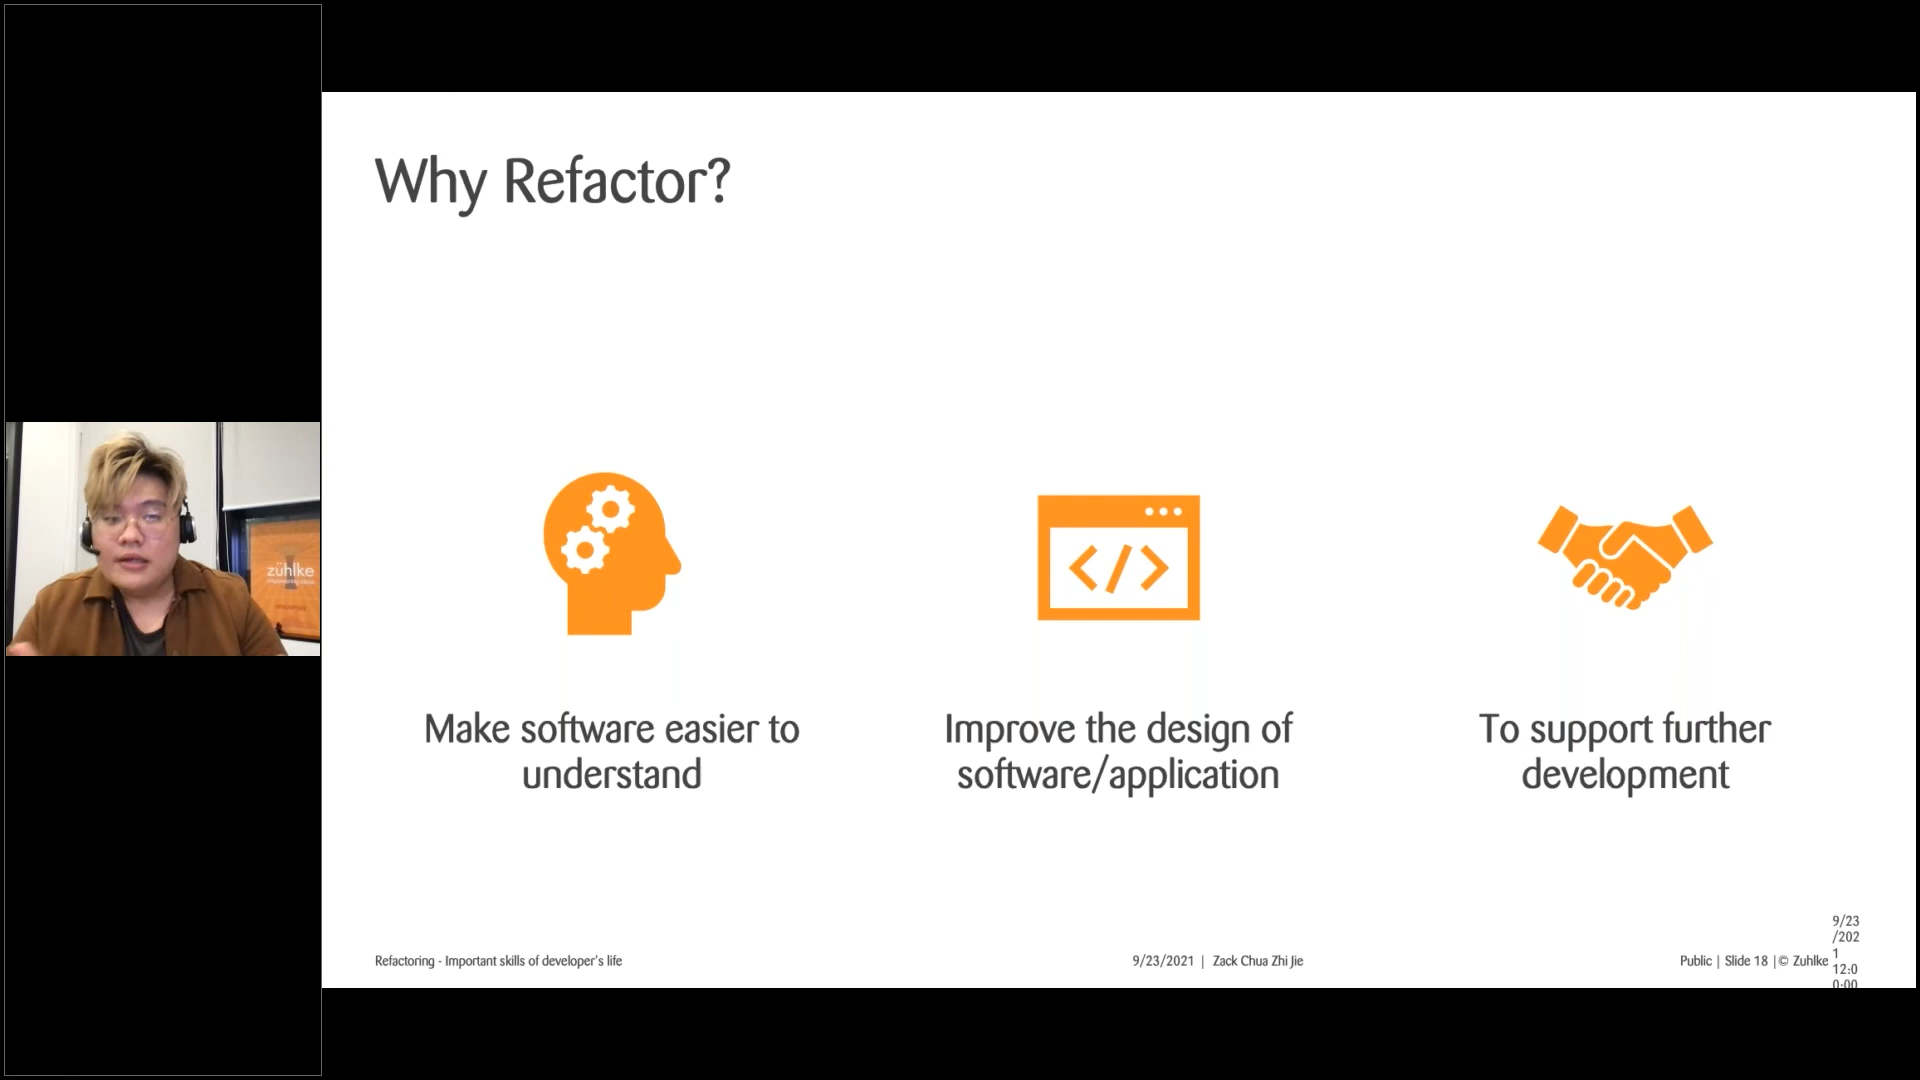 Why Refactor?
Make software easier to
understand
Improve the design of
software/application
To support further
development
Refactoring - Important skills of developer's life
9/23/2021 | Zack Chua Zhi Jie
Public | Slide 18 | © Zuhlke
9/23
/202
1
12:0
0:00
zühlke